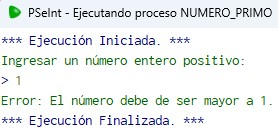 PSeInt - Ejecutando proceso NUMERO_PRIMO
*** Ejecución Iniciada. ***
Ingresar un número entero positivo:
> 1
Error: El número debe de ser mayor a 1.
*** Ejecución Finalizada. ***